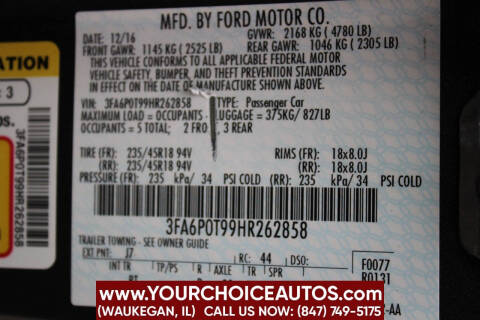 MFD. BY FORD MOTOR CO.
DATE: 12/16 GVWR: 2168 KG ( 4780 LB)
FRONT GAWR: 1145 KG ( 2525 LB) REAR GAWR: 1046 KG ( 2305 LB)
THIS VEHICLE CONFORMS TO ALL APPLICABLE FEDERAL MOTOR
VEHICLE SAFETY, BUMPER, AND THEFT PREVENTION STANDARDS
IN EFFECT ON THE DATE OF MANUFACTURE SHOWN ABOVE.
VIN: 3FA6P0T99HR262858 TYPE: Passenger Car
MAXIMUM LOAD = OCCUPANTS LUGGAGE = 375KG/ 827LB
OCCUPANTS = 5 TOTAL; 2 FRO 3 REAR
TIRE (FR): 235/45R18 94V RIMS (FR): 18x8.0J
(RR): 235/45R18 94V (RR): 18x8.0J
PRESSURE (FR): 235 kPa/ 34 PSI COLD (RR): 235 kPa/ 34 PSI COLD
3FA6P0T99HR262858
TRAILER TOWING - SEE OWNER GUIDE
EXT PNT: J7 RC: 44 DSO: F0077
INT TR TP/PS R AXLE TR SPR R0131
-AA
ATION
: 3
os.
3FA6P0T99HR262858
WWW.YOURCHOICEAUTOS.COM
(WAUKEGAN, IL) CALL US NOW: (847) 749-5175